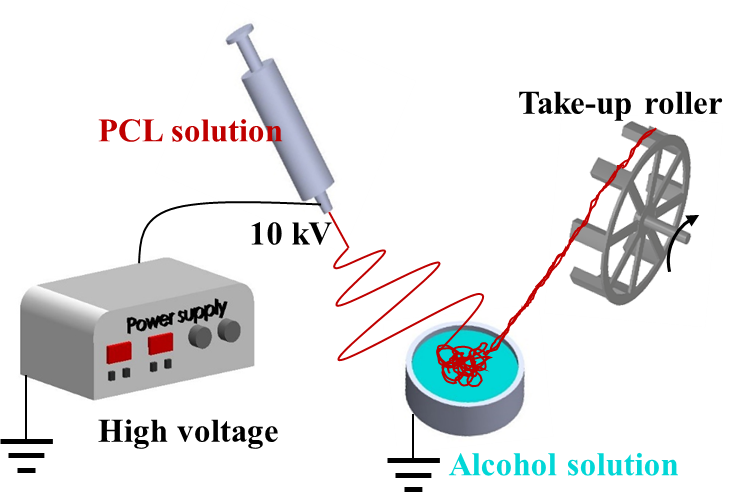 Take-up roller
PCL solution
10 kV
Power supply
High voltage
Alcohol solution